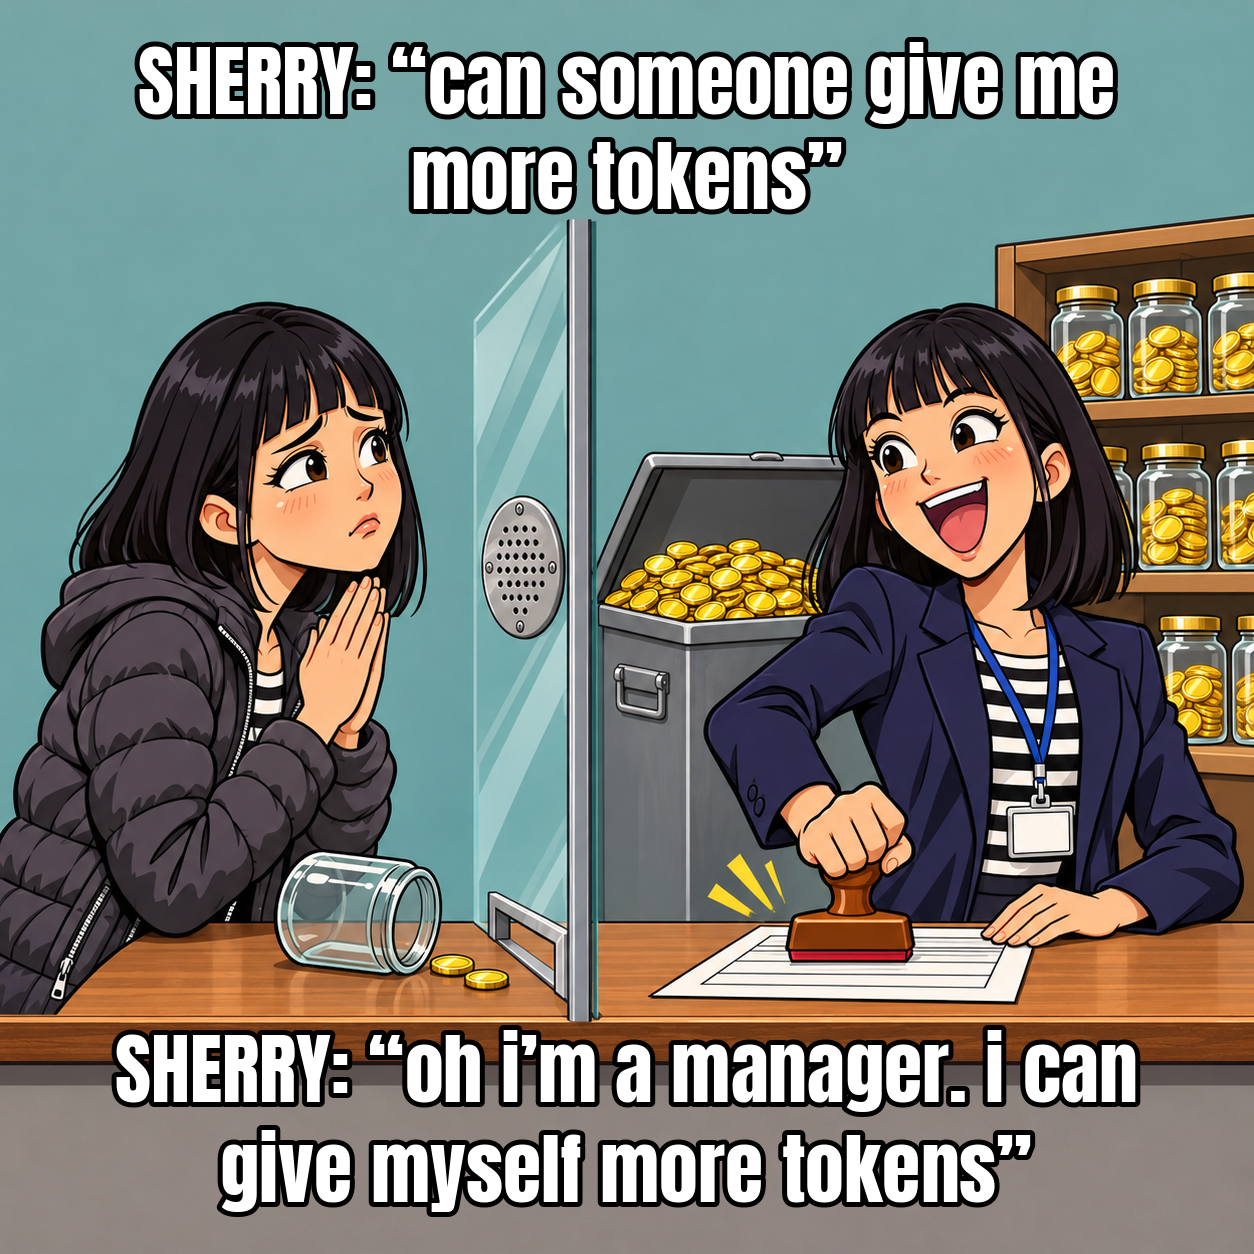 SHERRY: “can someone give me
more tokens”
SHERRY: “oh i’m a manager. i can
give myself more tokens”